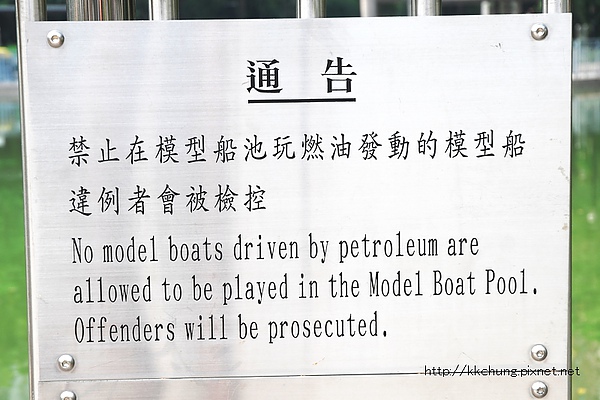 通 告
禁止在模型船池玩燃油發動的模型船
違例者會被檢控
No model boats driven by petroleum are
allowed to be played in the Model Boat Pool.
Offenders will be prosecuted.
http://kkchung.pixnet.net